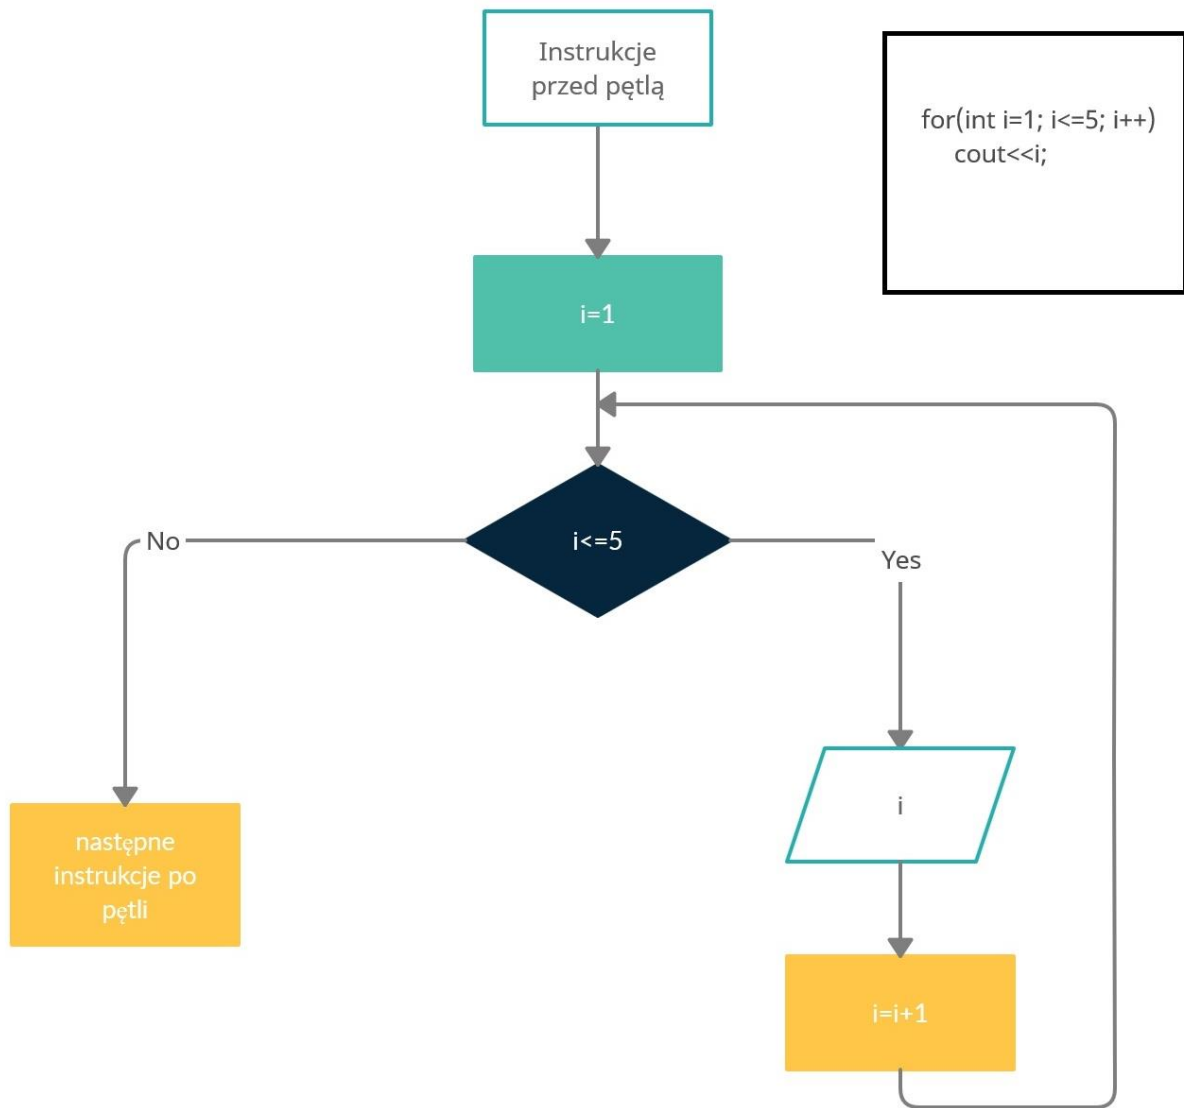 Instrukcje
przed pętlą
for(int i=1; i<=5; i++)
cout<<i;
i=1
i<=5
No
Yes
i
następne
instrukcje po
pętli
i=i+1